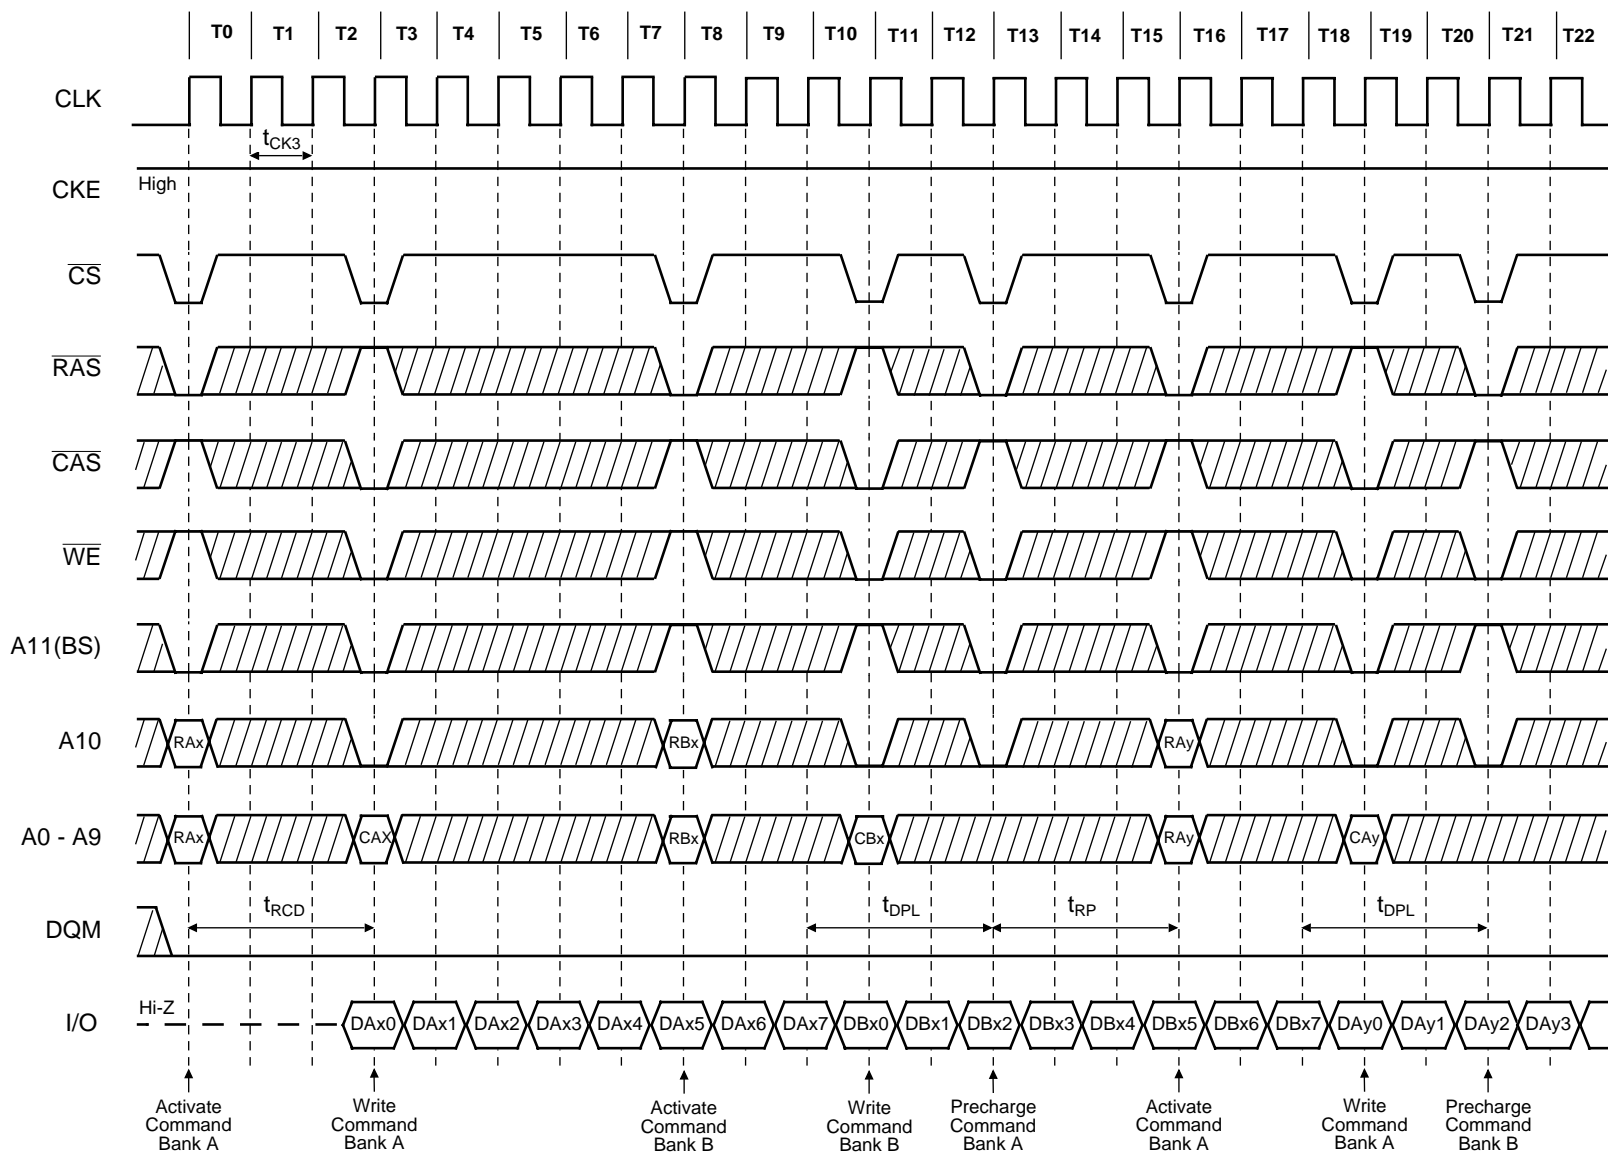 T0 T1 T2 T3 T4 T5 T6 T7 T8 T9 T10 T11 T12 T13 T14 T15 T16 T17 T18 T19 T20 T21 T22
CLK
tCK3
CKE
High
CS
RAS
CAS
WE
A11(BS)
A10
RAx RBx RAy
A0 - A9
RAx CAX RBx CBx RAy CAy
DQM
tRCD tDPL tRP tDPL
I/O
Hi-Z
DAx0 DAx1 DAx2 DAx3 DAx4 DAx5 DAx6 DAx7 DBx0 DBx1 DBx2 DBx3 DBx4 DBx5 DBx6 DBx7 DAy0 DAy1 DAy2 DAy3
Activate
Command
Bank A
Write
Command
Bank A
Activate
Command
Bank B
Write
Command
Bank B
Precharge
Command
Bank A
Activate
Command
Bank A
Write
Command
Bank A
Precharge
Command
Bank B